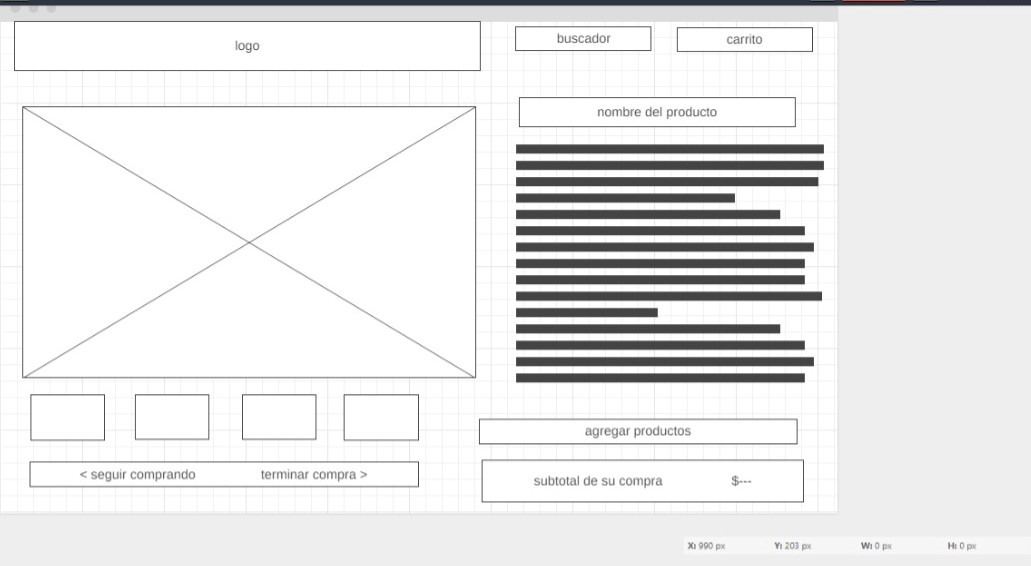 logo
buscador
carrito
nombre del producto
agregar productos
< seguir comprando
terminar compra >
subtotal de su compra
$---
X: 990 px
Y: 203 px
W: 0 px
H: 0 px